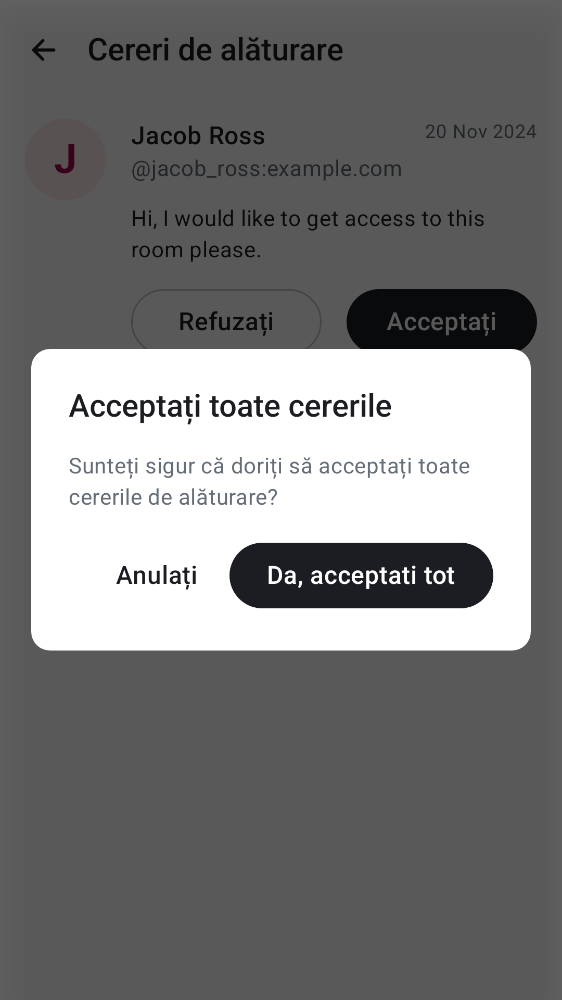 Cereri de alăturare
J
Jacob Ross
20 Nov 2024
@jacob_ross:example.com
Hi, I would like to get access to this
room please.
Refuzați
Acceptați
Acceptați toate cererile
Sunteți sigur că doriți să acceptați toate
cererile de alăturare?
Anulați
Da, acceptati tot